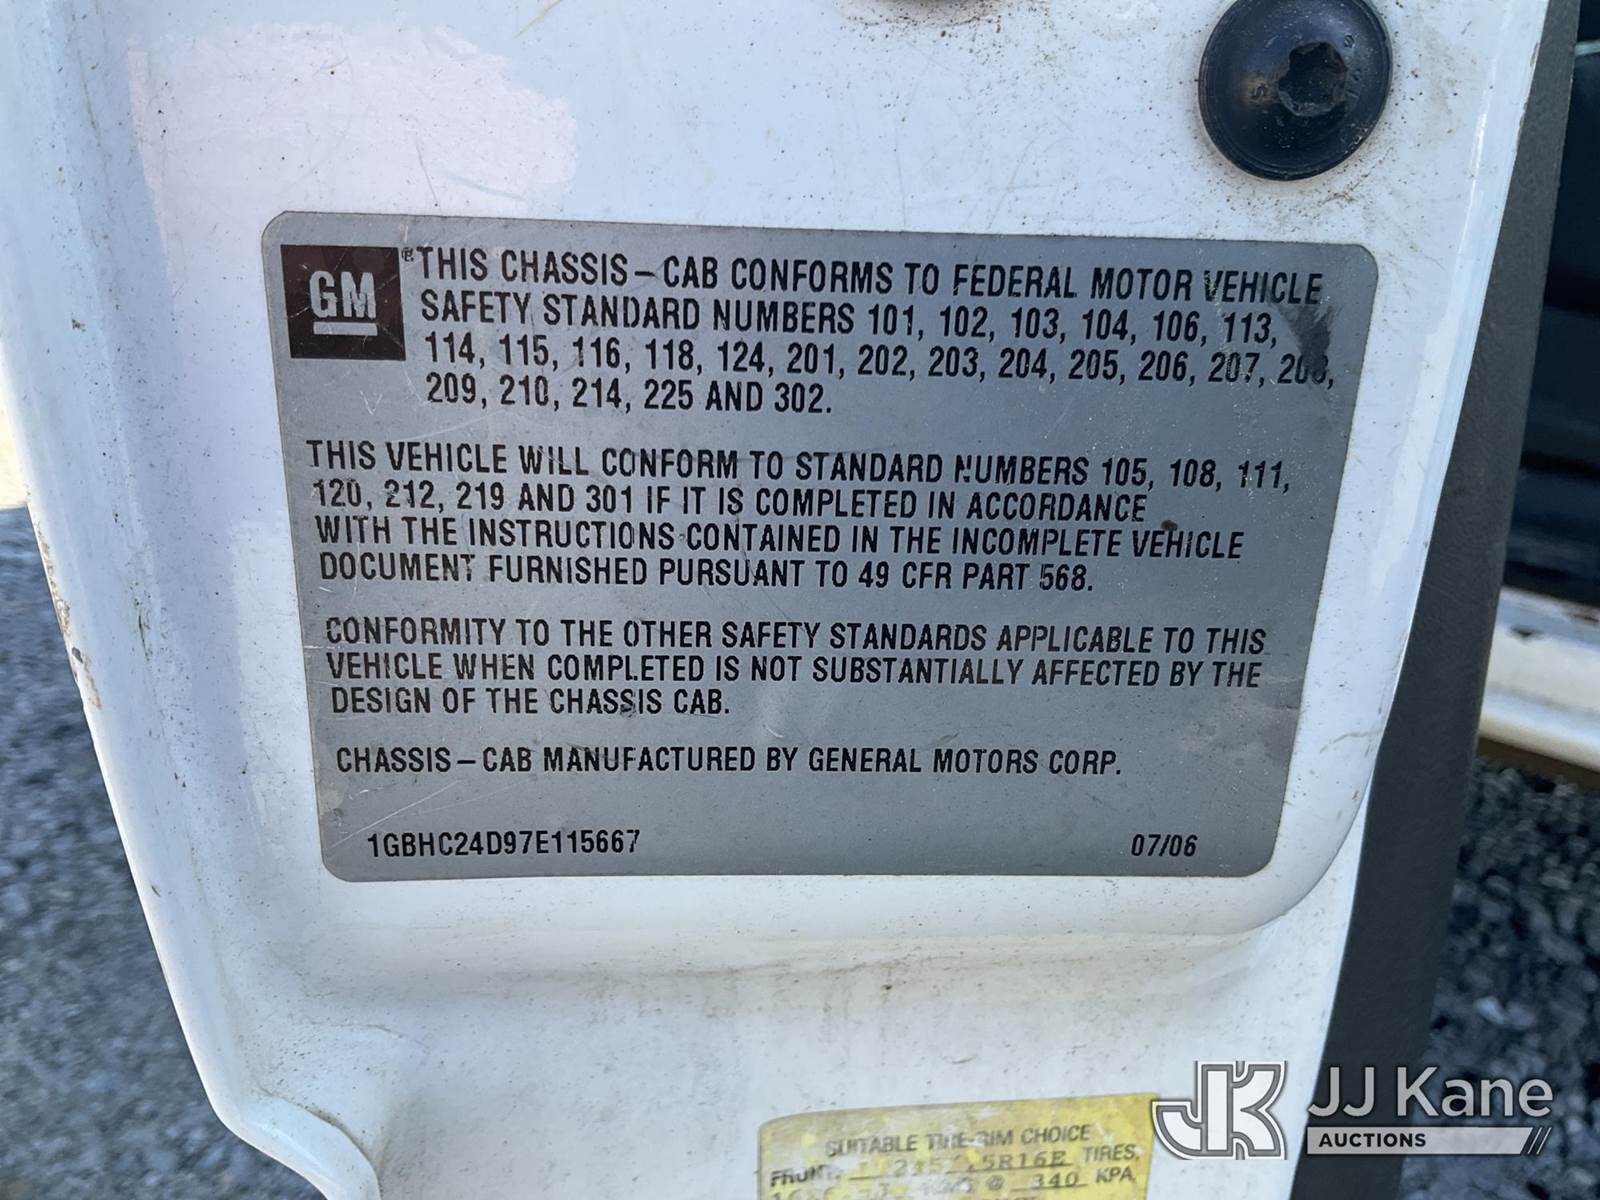 GM
® THIS CHASSIS–CAB CONFORMS TO FEDERAL MOTOR VEHICLE
SAFETY STANDARD NUMBERS 101, 102, 103, 104, 106, 113,
114, 115, 116, 118, 124, 201, 202, 203, 204, 205, 206, 207, 208,
209, 210, 214, 225 AND 302.
THIS VEHICLE WILL CONFORM TO STANDARD NUMBERS 105, 108, 111,
120, 212, 219 AND 301 IF IT IS COMPLETED IN ACCORDANCE
WITH THE INSTRUCTIONS CONTAINED IN THE INCOMPLETE VEHICLE
DOCUMENT FURNISHED PURSUANT TO 49 CFR PART 568.
CONFORMITY TO THE OTHER SAFETY STANDARDS APPLICABLE TO THIS
VEHICLE WHEN COMPLETED IS NOT SUBSTANTIALLY AFFECTED BY THE
DESIGN OF THE CHASSIS CAB.
CHASSIS–CAB MANUFACTURED BY GENERAL MOTORS CORP.
1GBHC24D97E115667 07/06
SUITABLE TIRE-RIM CHOICE
FRONT: TIRES,
@ 340 KPA
JK JJ Kane
AUCTIONS